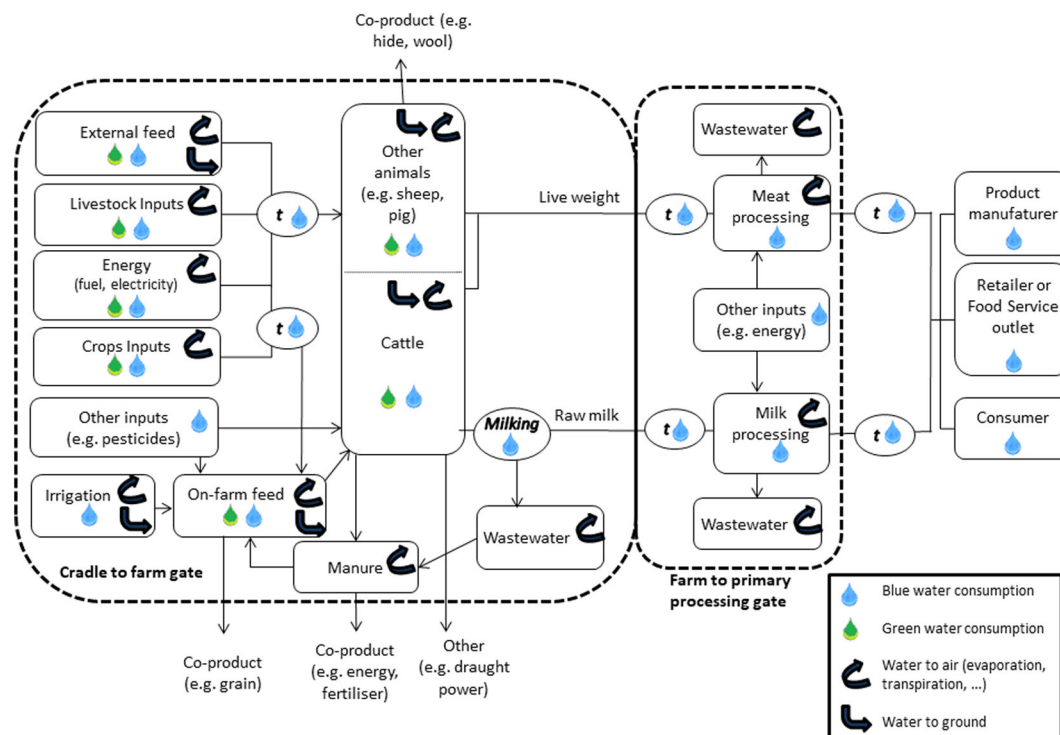 Co-product (e.g.
hide, wool)
External feed
Livestock Inputs
Energy
(fuel, electricity)
Crops Inputs
Other inputs
(e.g. pesticides)
Irrigation
On-farm feed
t
t
Other
animals
(e.g. sheep,
pig)
Cattle
Milking
Wastewater
Manure
Cradle to farm gate
Co-product
(e.g. grain)
Co-product
(e.g. energy,
fertiliser)
Other
(e.g. draught
power)
Live weight
Raw milk
t
t
Wastewater
Meat
processing
Other inputs
(e.g. energy)
Milk
processing
Wastewater
Farm to primary
processing gate
t
t
Product
manufaturer
Retailer or
Food Service
outlet
Consumer
Blue water consumption
Green water consumption
Water to air (evaporation,
transpiration, ...)
Water to ground